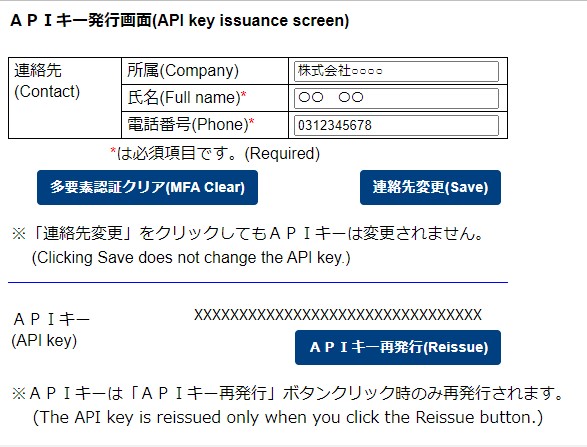 ＡＰＩキー発行画面(API key issuance screen)
連絡先 所属(Company) 株式会社○○○○
(Contact) 氏名(Full name)* 〇〇　〇〇
電話番号(Phone)* 0312345678
*は必須項目です。(Required)
多要素認証クリア(MFA Clear) 連絡先変更(Save)
※「連絡先変更」をクリックしてもＡＰＩキーは変更されません。
(Clicking Save does not change the API key.)
ＡＰＩキー XXXXXXXXXXXXXXXXXXXXXXXXXXXXXXXX
(API key) ＡＰＩキー再発行(Reissue)
※ＡＰＩキーは「ＡＰＩキー再発行」ボタンクリック時のみ再発行されます。
(The API key is reissued only when you click the Reissue button.)